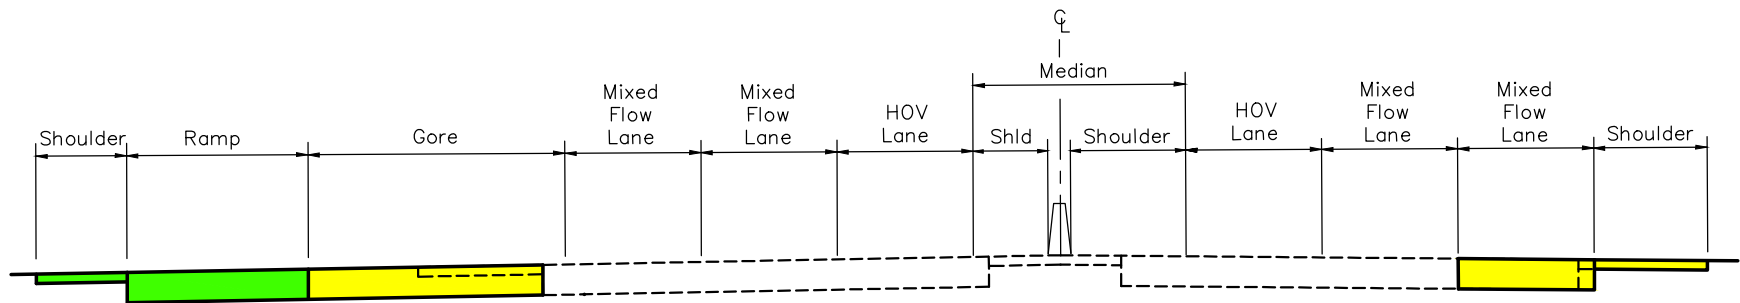 ℄
Median
Mixed
Flow
Lane
Mixed
Flow
Lane
HOV
Lane
HOV
Lane
Mixed
Flow
Lane
Mixed
Flow
Lane
Shoulder
Ramp
Gore
Shld
Shoulder
Shoulder